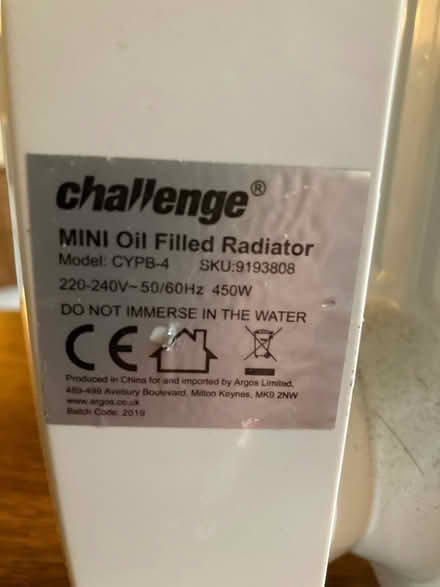 challenge®
MINI Oil Filled Radiator
Model: CYPB-4 SKU:9193808
220-240V~50/60Hz 450W
DO NOT IMMERSE IN THE WATER
CE
Produced in China for and imported by Argos Limited,
489-499 Avebury Boulevard, Milton Keynes, MK9 2NW
www.argos.co.uk
Batch Code: 2019